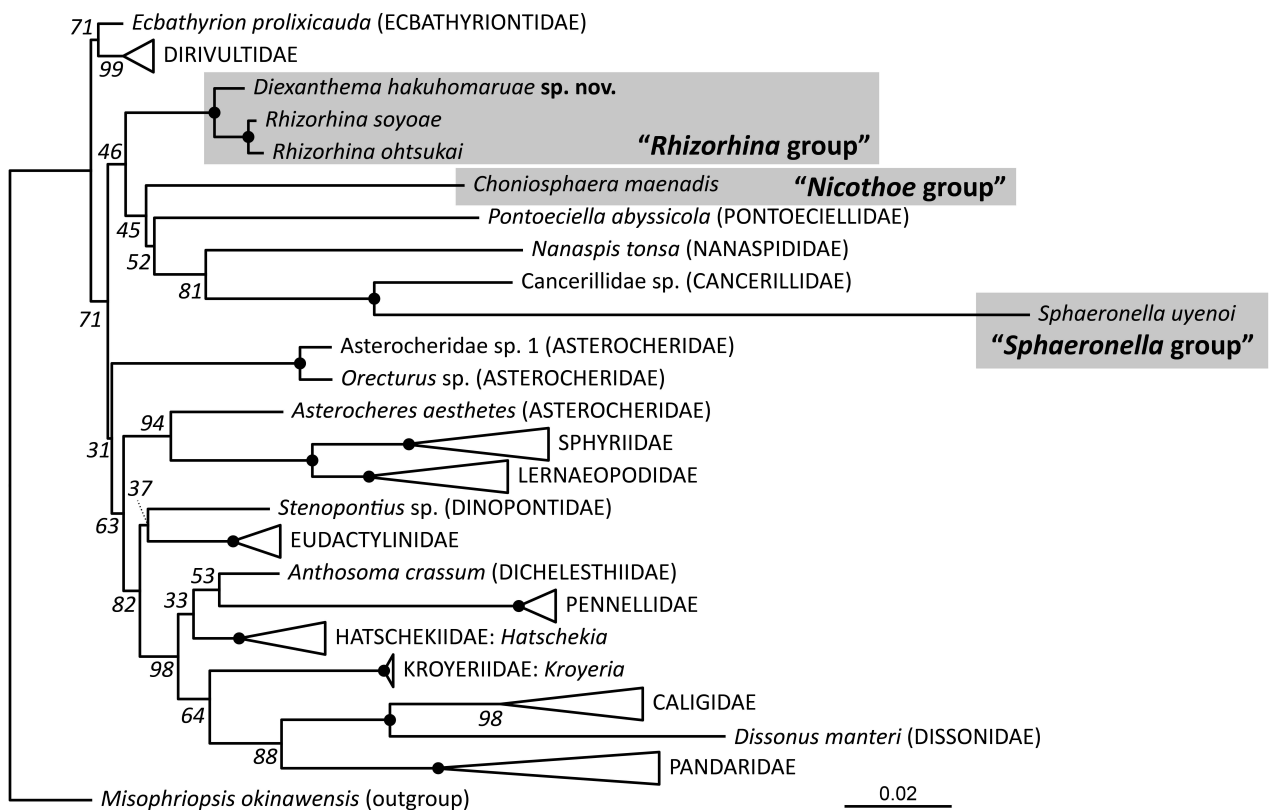 71
Ecbathyrion prolixicauda (ECBATHYRIONTIDAE)
DIRIVULTIDAE
99
Diexanthema hakuhomaruae sp. nov.
Rhizorhina soyoae
Rhizorhina ohtsukai
“Rhizorhina group”
46
Choniosphaera maenadis
“Nicothoe group”
45
Pontoeciella abyssicola (PONTOECIELLIDAE)
52
Nanaspis tonsa (NANASPIDIDAE)
81
Cancerillidae sp. (CANCERILLIDAE)
Sphaeronella uyenoi
“Sphaeronella group”
71
Asterocheridae sp. 1 (ASTEROCHERIDAE)
Orecturus sp. (ASTEROCHERIDAE)
31
94
Asterocheres aesthetes (ASTEROCHERIDAE)
SPHYRIIDAE
LERNAEOPODIDAE
63
37
Stenopontius sp. (DINOPONTIDAE)
EUDACTYLINIDAE
82
53
Anthosoma crassum (DICHELESTHIIDAE)
33
PENNELLIDAE
HATSCHEKIIDAE: Hatschekia
98
KROYERIIDAE: Kroyeria
64
CALIGIDAE
98
Dissonus manteri (DISSONIDAE)
88
PANDARIDAE
Misophriopsis okinawensis (outgroup)
0.02